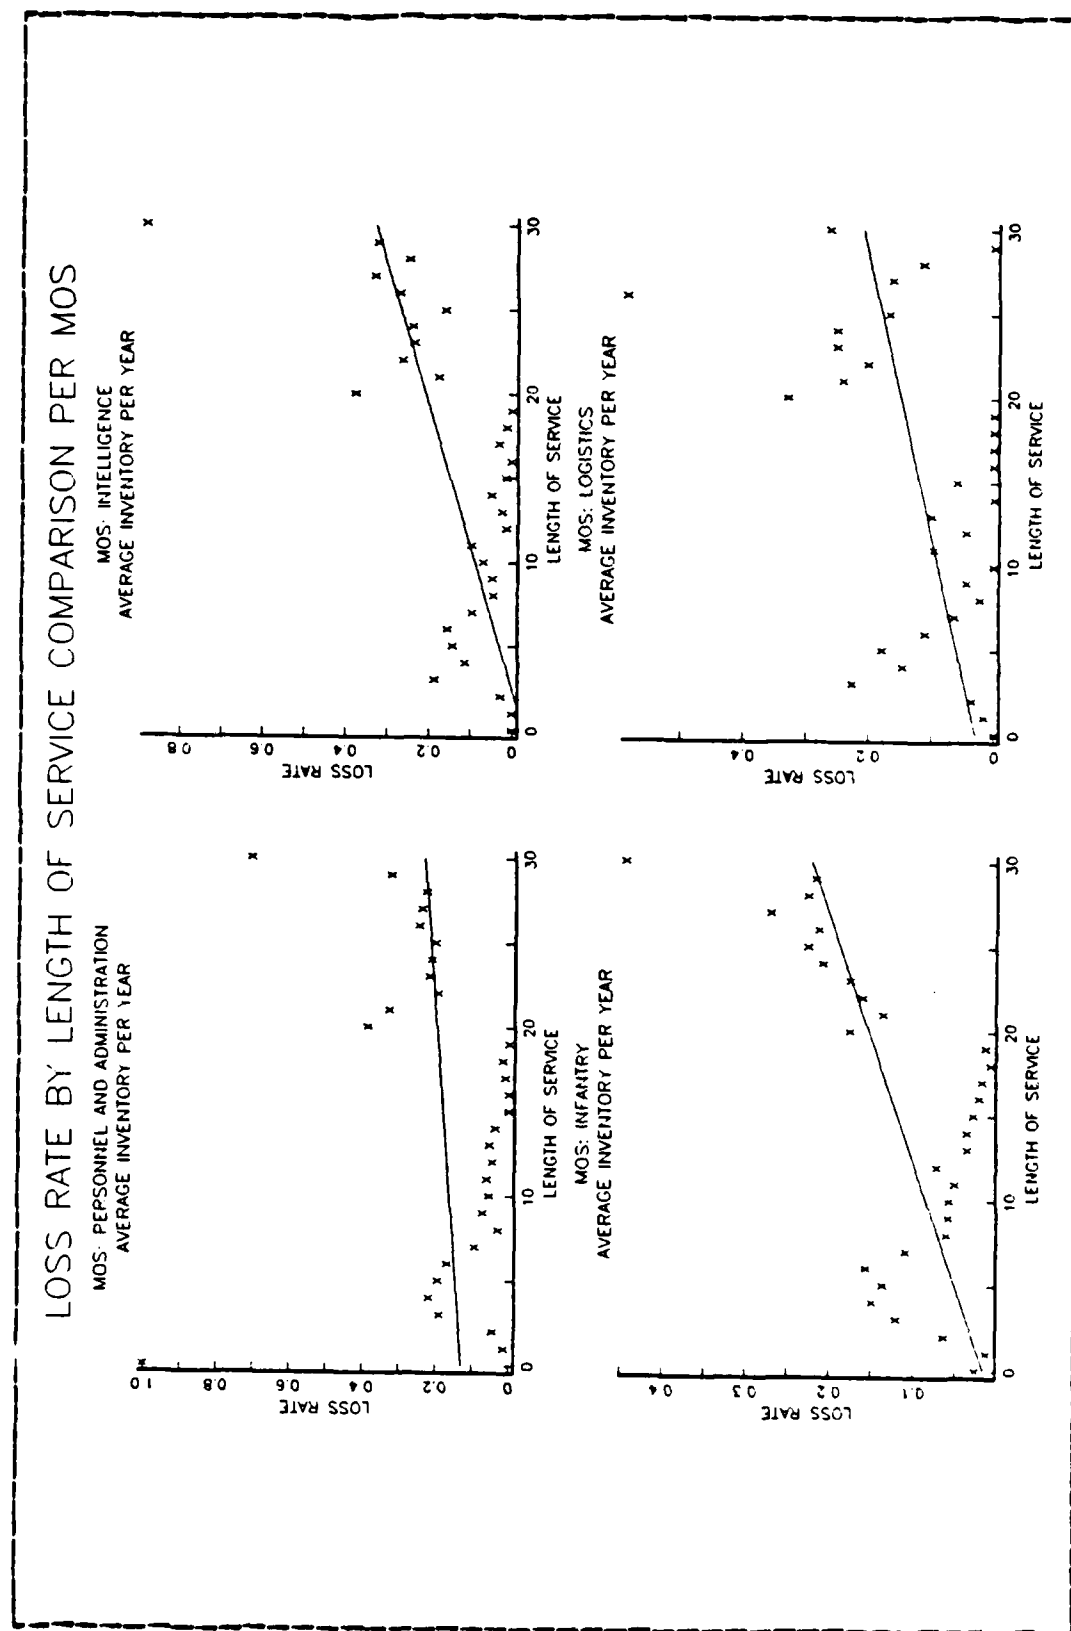 LOSS RATE BY LENGTH OF SERVICE COMPARISON PER MOS
MOS: PERSONNEL AND ADMINISTRATION
AVERAGE INVENTORY PER YEAR
LOSS RATE
1.0
0.8
0.6
0.4
0.2
0
0
10
20
30
LENGTH OF SERVICE
MOS: INTELLIGENCE
AVERAGE INVENTORY PER YEAR
LOSS RATE
0.8
0.6
0.4
0.2
0
0
10
20
30
LENGTH OF SERVICE
MOS: INFANTRY
AVERAGE INVENTORY PER YEAR
LOSS RATE
0.4
0.3
0.2
0.1
0
10
20
30
LENGTH OF SERVICE
MOS: LOGISTICS
AVERAGE INVENTORY PER YEAR
LOSS RATE
0.4
0.2
0
0
10
20
30
LENGTH OF SERVICE